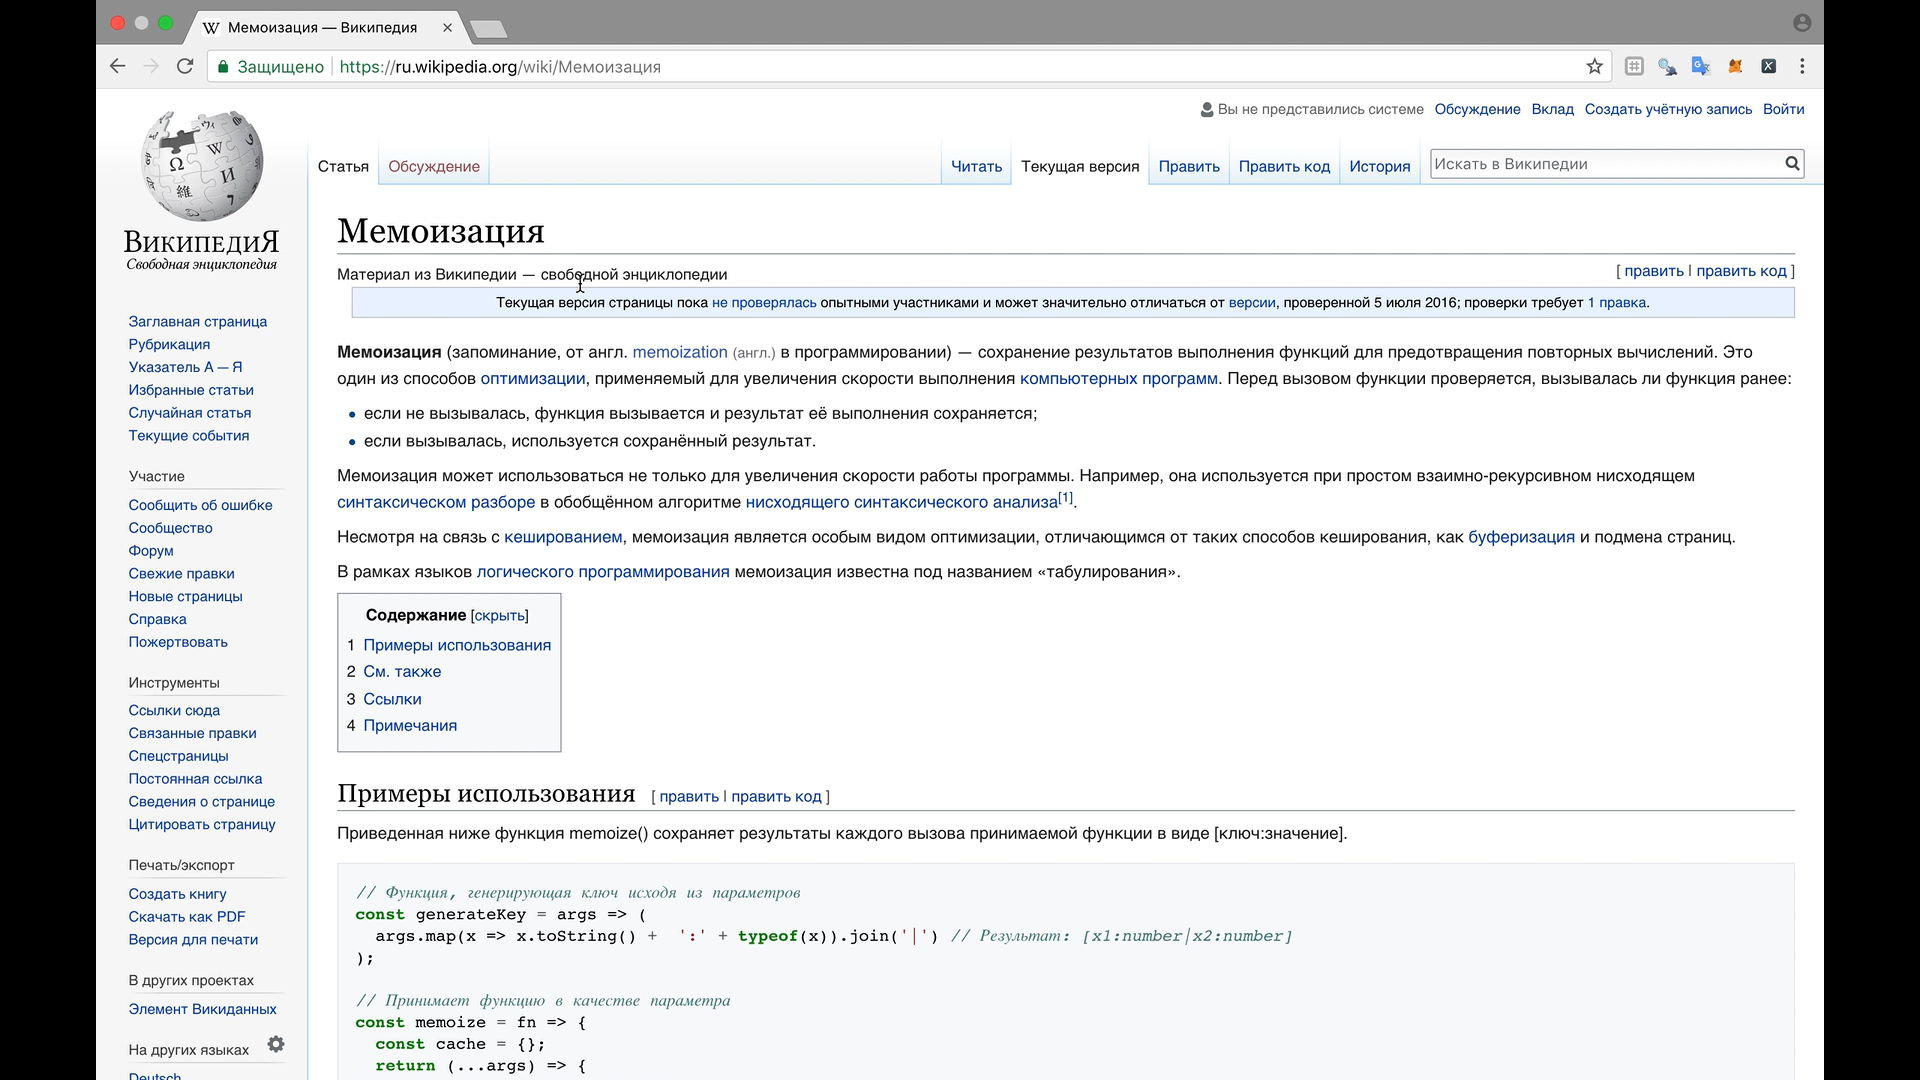 Мемоизация — Википедия
Защищено https://ru.wikipedia.org/wiki/Мемоизация
Вы не представились системе Обсуждение Вклад Создать учётную запись Войти
Статья Обсуждение Читать Текущая версия Править Править код История Искать в Википедии
ВикипедиЯ
Свободная энциклопедия
Заглавная страница
Рубрикация
Указатель А — Я
Избранные статьи
Случайная статья
Текущие события
Участие
Сообщить об ошибке
Сообщество
Форум
Свежие правки
Новые страницы
Справка
Пожертвовать
Инструменты
Ссылки сюда
Связанные правки
Спецстраницы
Постоянная ссылка
Сведения о странице
Цитировать страницу
Печать/экспорт
Создать книгу
Скачать как PDF
Версия для печати
В других проектах
Элемент Викиданных
На других языках
Deutsch
Мемоизация
Материал из Википедии — свободной энциклопедии [ править | править код ]
Текущая версия страницы пока не проверялась опытными участниками и может значительно отличаться от версии, проверенной 5 июля 2016; проверки требует 1 правка.
Мемоизация (запоминание, от англ. memoization (англ.) в программировании) — сохранение результатов выполнения функций для предотвращения повторных вычислений. Это
один из способов оптимизации, применяемый для увеличения скорости выполнения компьютерных программ. Перед вызовом функции проверяется, вызывалась ли функция ранее:
• если не вызывалась, функция вызывается и результат её выполнения сохраняется;
• если вызывалась, используется сохранённый результат.
Мемоизация может использоваться не только для увеличения скорости работы программы. Например, она используется при простом взаимно-рекурсивном нисходящем
синтаксическом разборе в обобщённом алгоритме нисходящего синтаксического анализа[1].
Несмотря на связь с кешированием, мемоизация является особым видом оптимизации, отличающимся от таких способов кеширования, как буферизация и подмена страниц.
В рамках языков логического программирования мемоизация известна под названием «табулирования».
Содержание [скрыть]
1 Примеры использования
2 См. также
3 Ссылки
4 Примечания
Примеры использования [ править | править код ]
Приведенная ниже функция memoize() сохраняет результаты каждого вызова принимаемой функции в виде [ключ:значение].
// Функция, генерирующая ключ исходя из параметров
const generateKey = args => (
args.map(x => x.toString() + ':' + typeof(x)).join('|') // Результат: [x1:number|x2:number]
);
// Принимает функцию в качестве параметра
const memoize = fn => {
const cache = {};
return (...args) => {